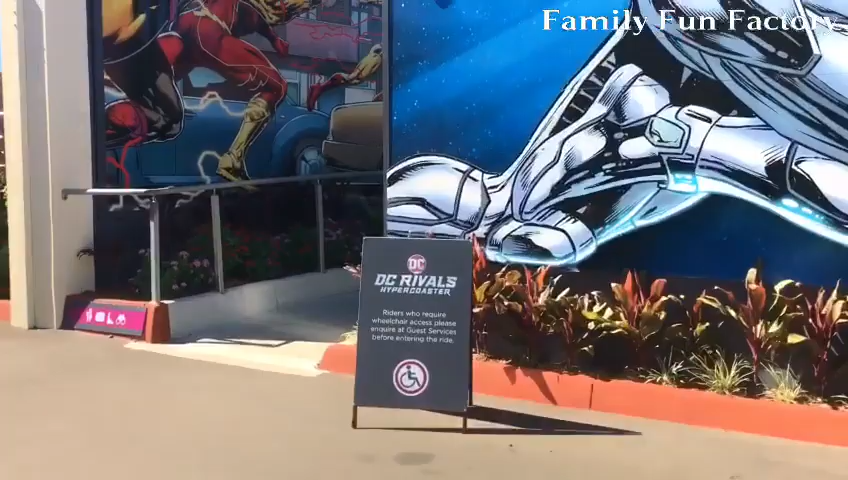 Family Fun Factory
DC
DC RIVALS
HYPERCOASTER
Riders who require
wheelchair access please
enquire at Guest Services
before entering the ride.